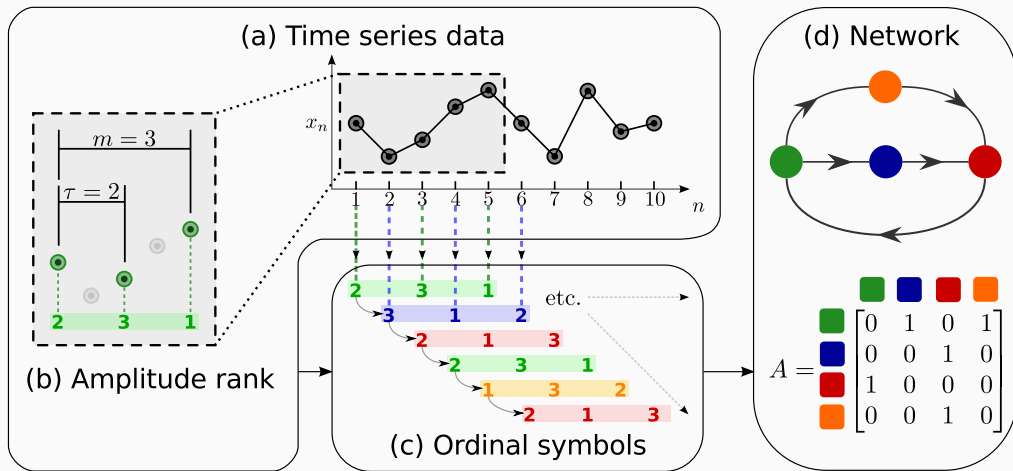 (a) Time series data
x_n
1 2 3 4 5 6 7 8 9 10
n
m = 3
τ = 2
2 3 1
(b) Amplitude rank
2 3 1
etc.
3 1 2
2 1 3
2 3 1
1 3 2
2 1 3
(c) Ordinal symbols
(d) Network
A =
0 1 0 1
0 0 1 0
1 0 0 0
0 0 1 0